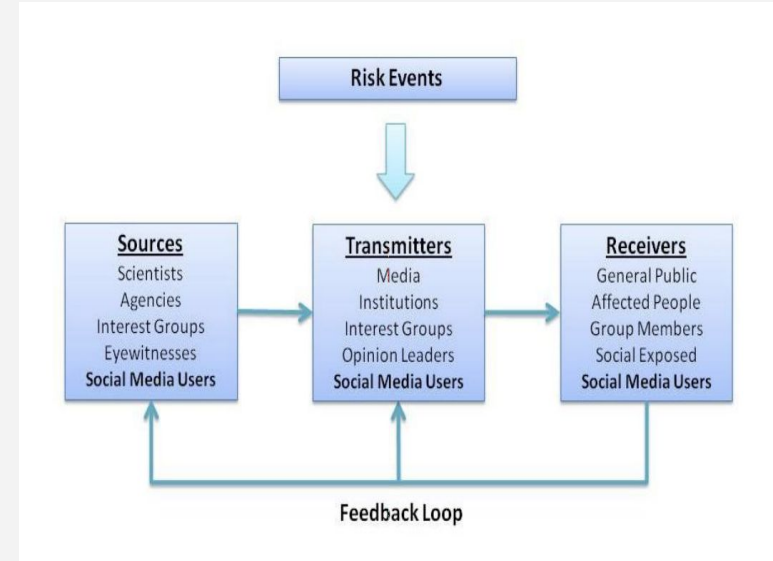 Risk Events
Sources
Scientists
Agencies
Interest Groups
Eyewitnesses
Social Media Users
Transmitters
Media
Institutions
Interest Groups
Opinion Leaders
Social Media Users
Receivers
General Public
Affected People
Group Members
Social Exposed
Social Media Users
Feedback Loop